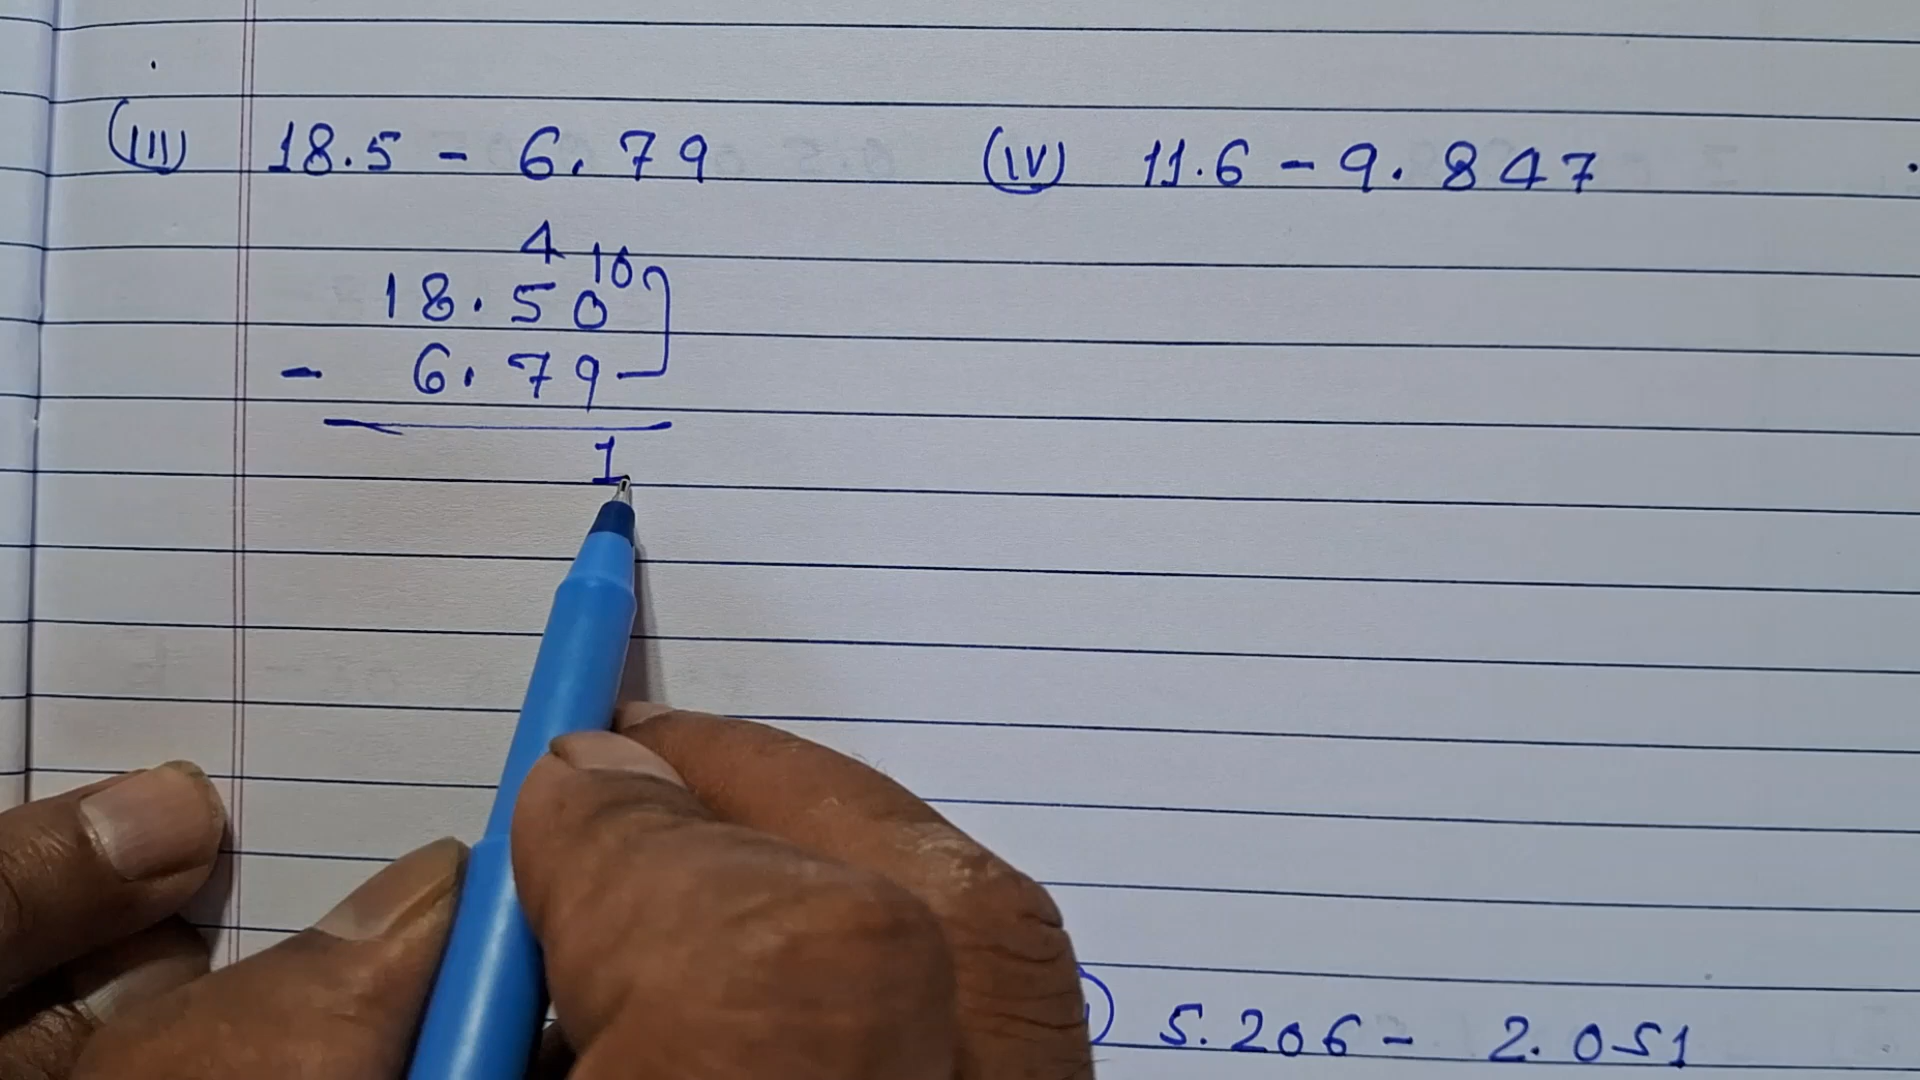 (III) 18.5 - 6.79
4 10
18.50
- 6.79
1
(IV) 11.6 - 9.847
) 5.206 - 2.051